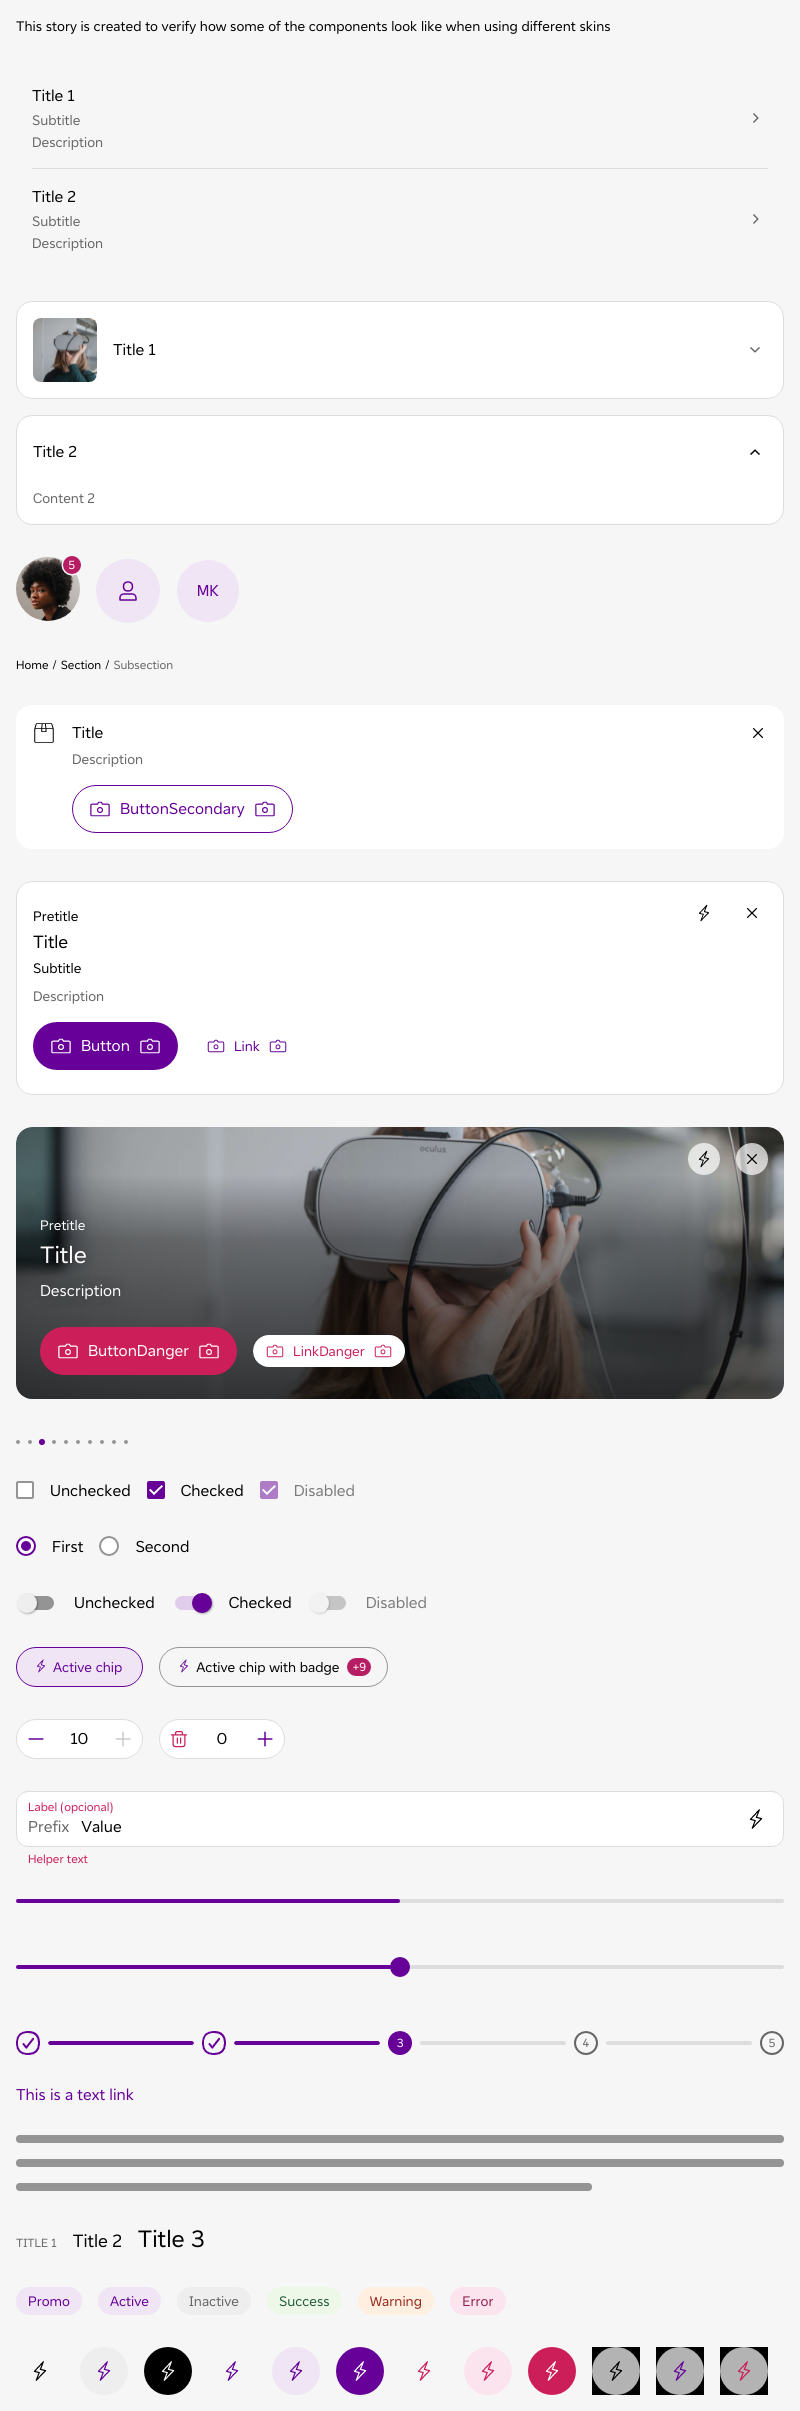 This story is created to verify how some of the components look like when using different skins
Title 1
Subtitle
Description
Title 2
Subtitle
Description
Title 1
Title 2
Content 2
5
MK
Home / Section / Subsection
Title
Description
ButtonSecondary
Pretitle
Title
Subtitle
Description
Button Link
oculus
Pretitle
Title
Description
ButtonDanger LinkDanger
Unchecked Checked Disabled
First Second
Unchecked Checked Disabled
Active chip Active chip with badge +9
10 0
Label (opcional)
Prefix Value
Helper text
3 4 5
This is a text link
TITLE 1 Title 2 Title 3
Promo Active Inactive Success Warning Error